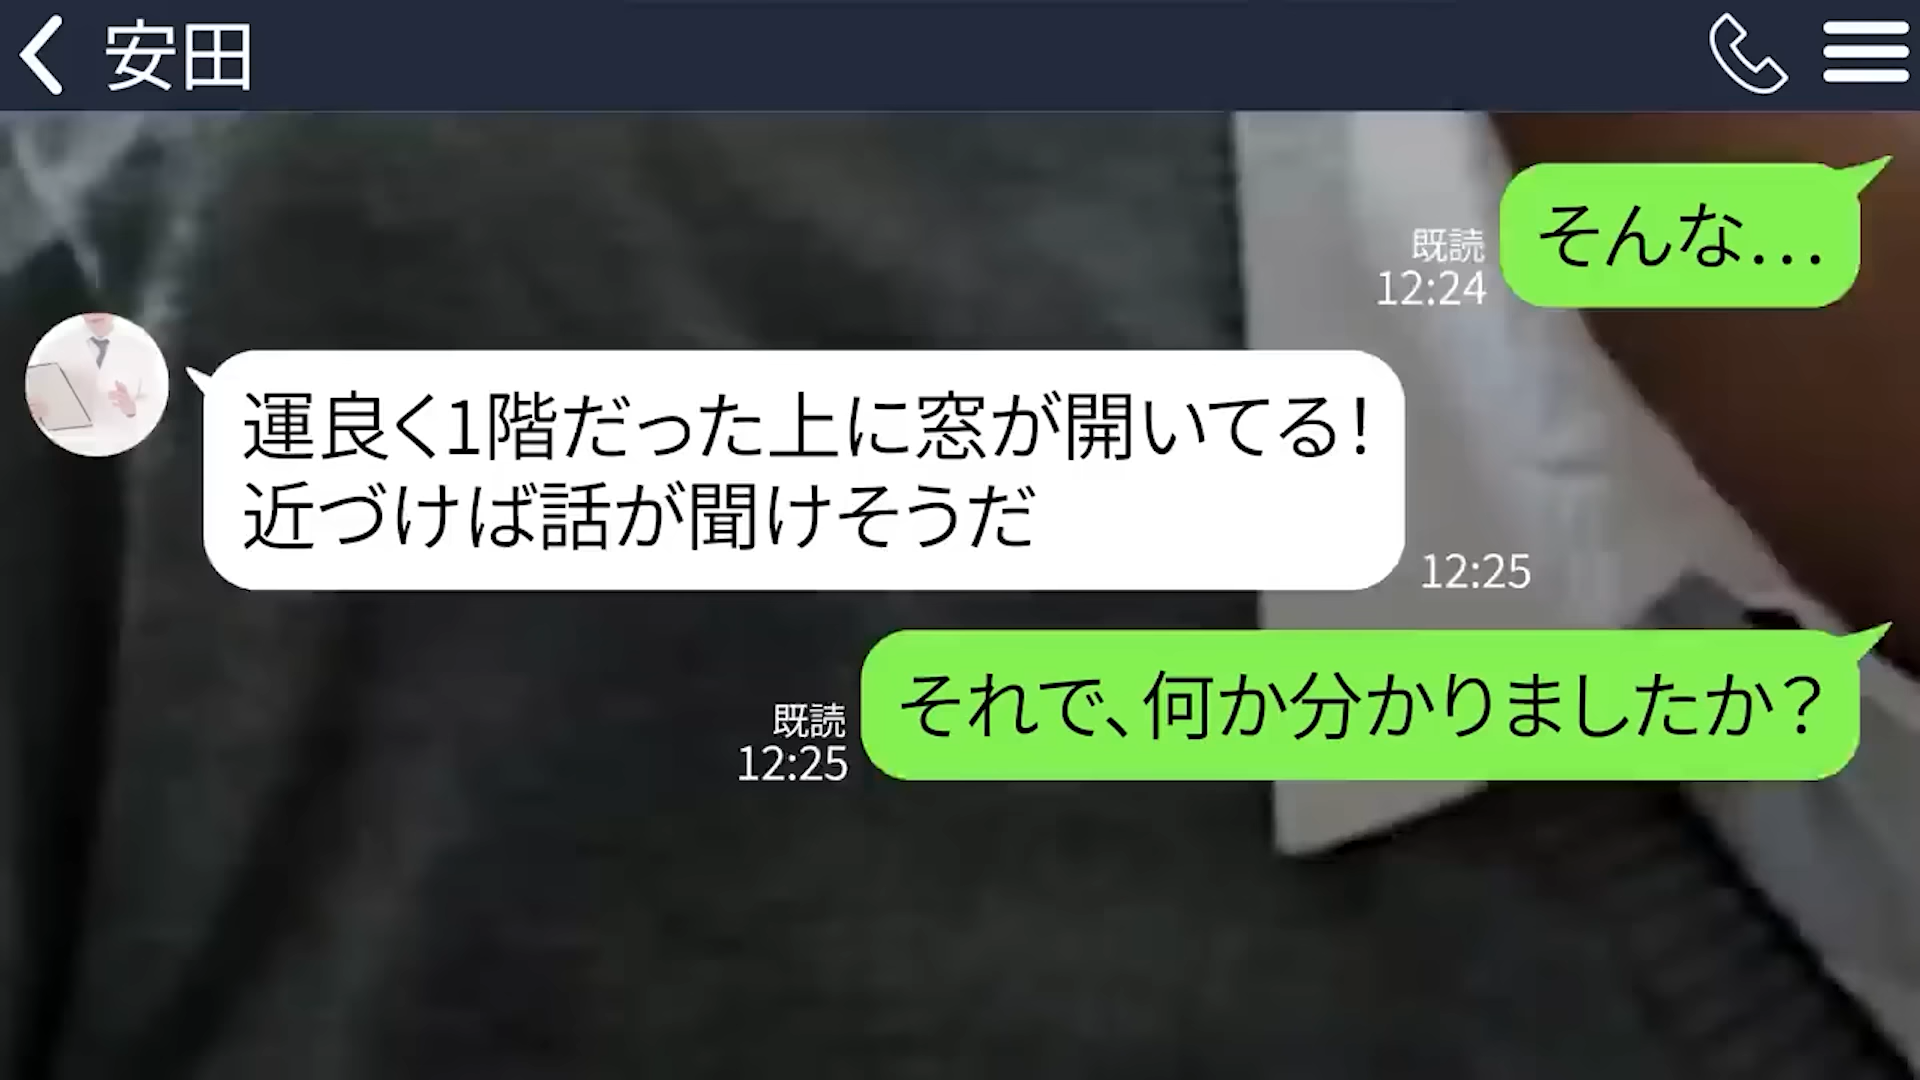 安田
そんな…
既読
12:24
運良く1階だった上に窓が開いてる！
近づけば話が聞けそうだ
12:25
それで、何か分かりましたか？
既読
12:25